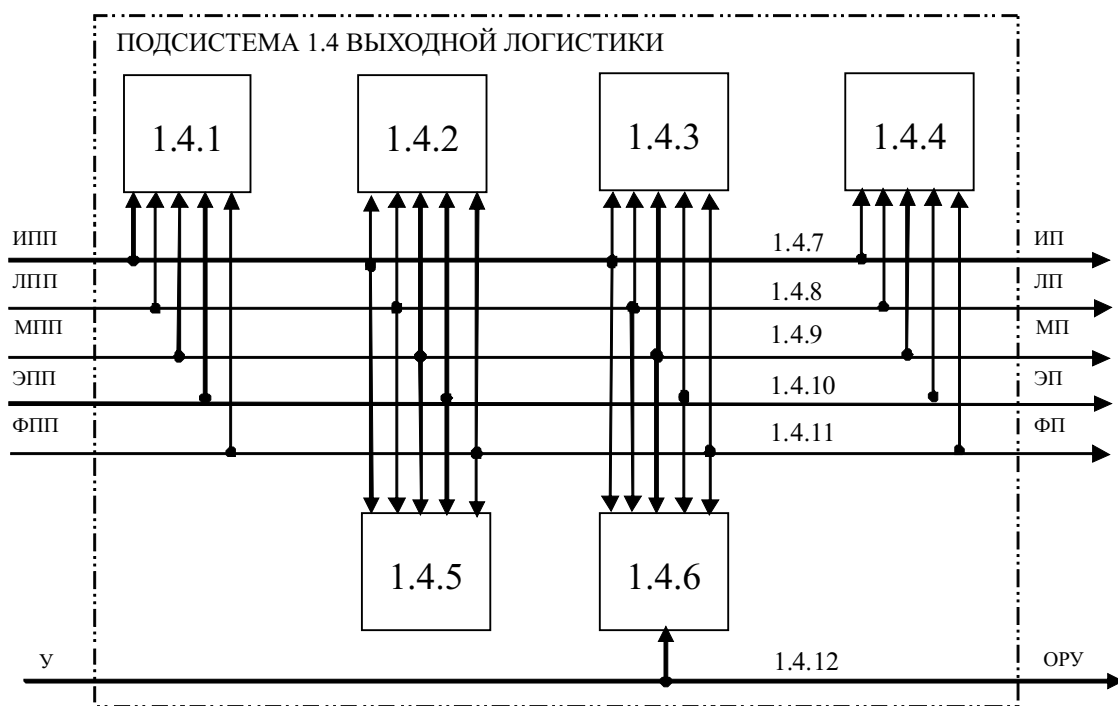 ПОДСИСТЕМА 1.4 ВЫХОДНОЙ ЛОГИСТИКИ
1.4.1
1.4.2
1.4.3
1.4.4
ИПП
1.4.7
ИП
ЛПП
1.4.8
ЛП
МПП
1.4.9
МП
ЭПП
1.4.10
ЭП
ФПП
1.4.11
ФП
1.4.5
1.4.6
У
1.4.12
ОРУ